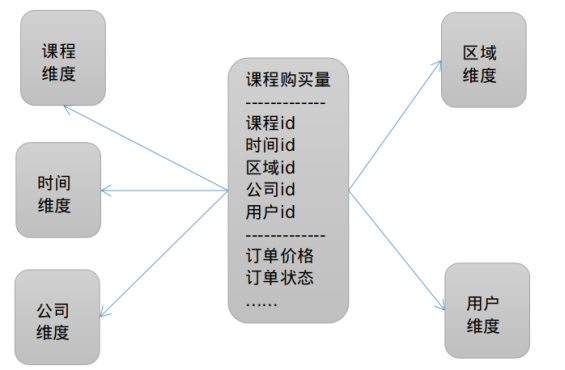 课程
维度
时间
维度
公司
维度
课程购买量
-------------
课程id
时间id
区域id
公司id
用户id
-------------
订单价格
订单状态
……
区域
维度
用户
维度